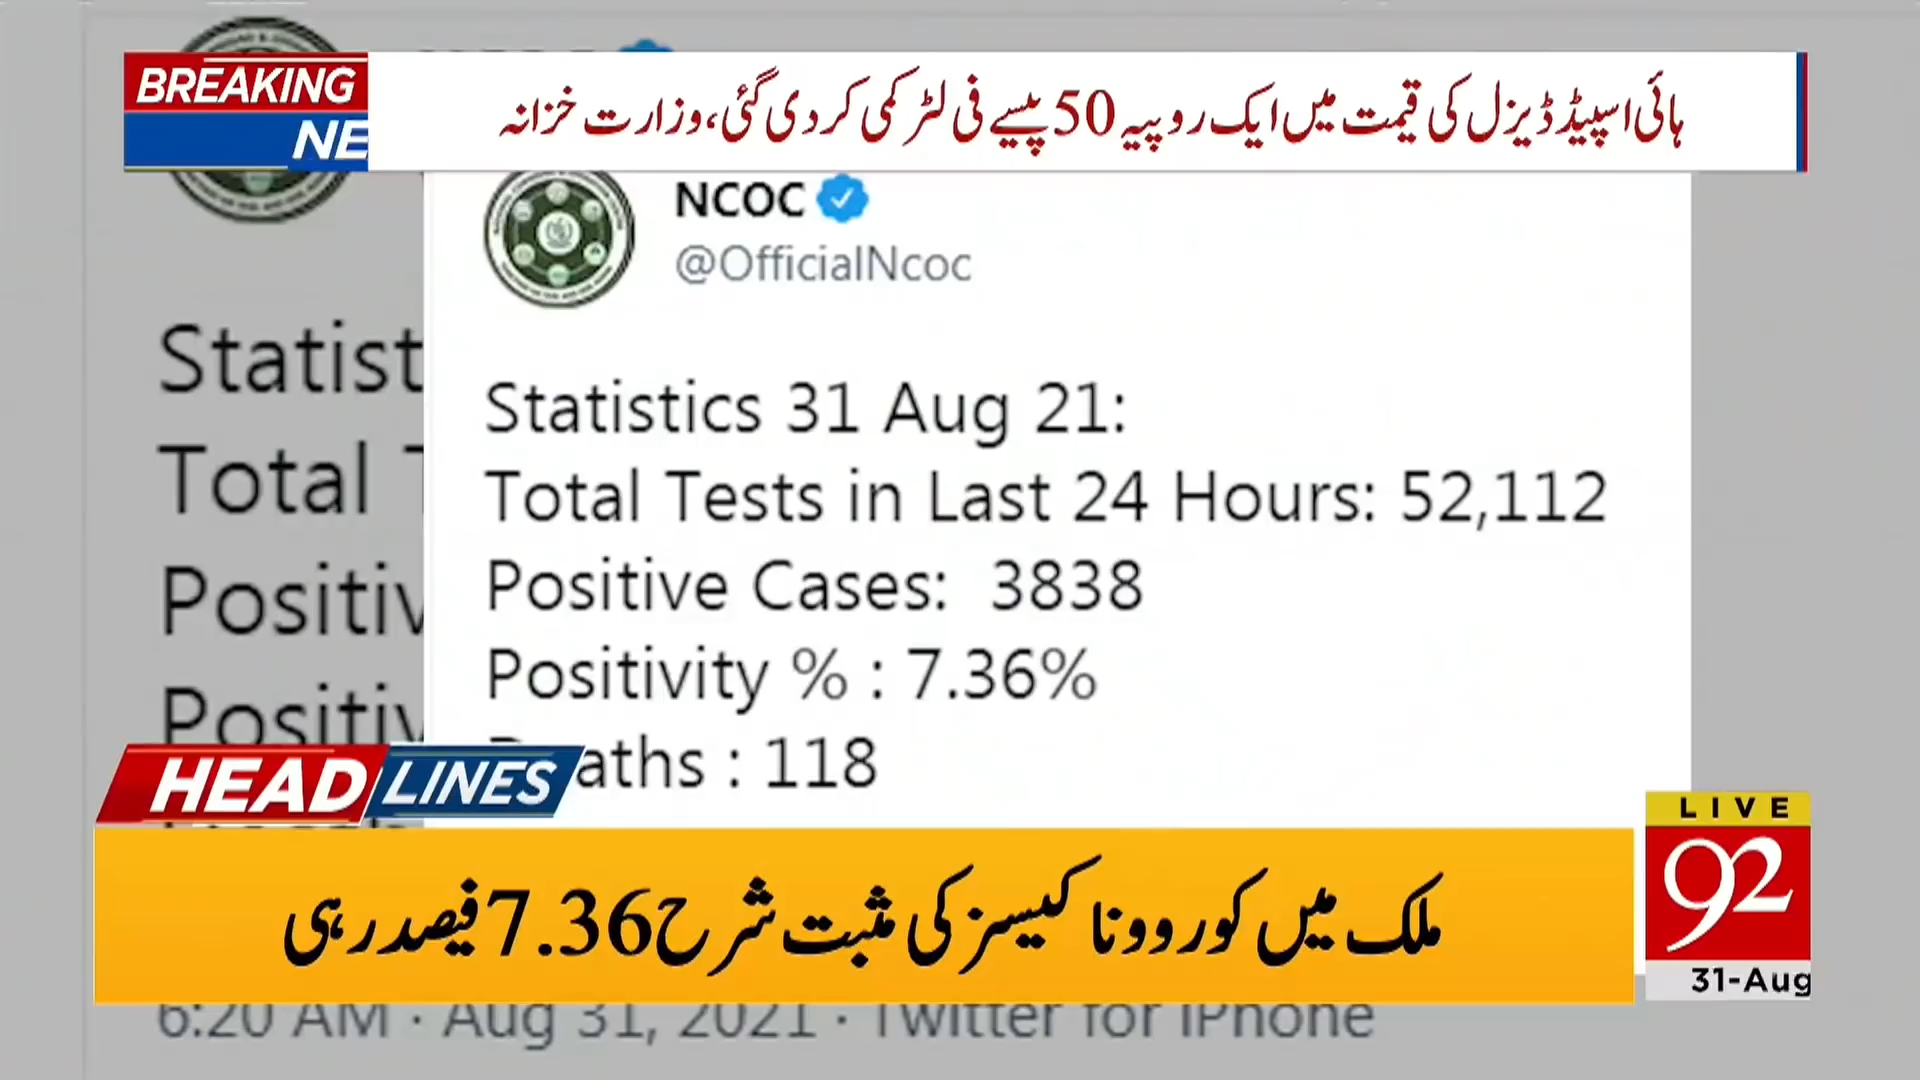 BREAKING
NE
ہائی اسپیڈ ڈیزل کی قیمت میں ایک روپیہ 50 پیسے فی لٹر کمی کر دی گئی، وزارت خزانہ
NCOC
@OfficialNcoc
Statist
Total
Positiv
Positiv
Statistics 31 Aug 21:
Total Tests in Last 24 Hours: 52,112
Positive Cases: 3838
Positivity % : 7.36%
aths : 118
HEADLINES
ملک میں کورونا کیسز کی مثبت شرح 7.36 فیصد رہی
LIVE
92
31-Aug
6:20 AM · Aug 31, 2021 · Twitter for iPhone